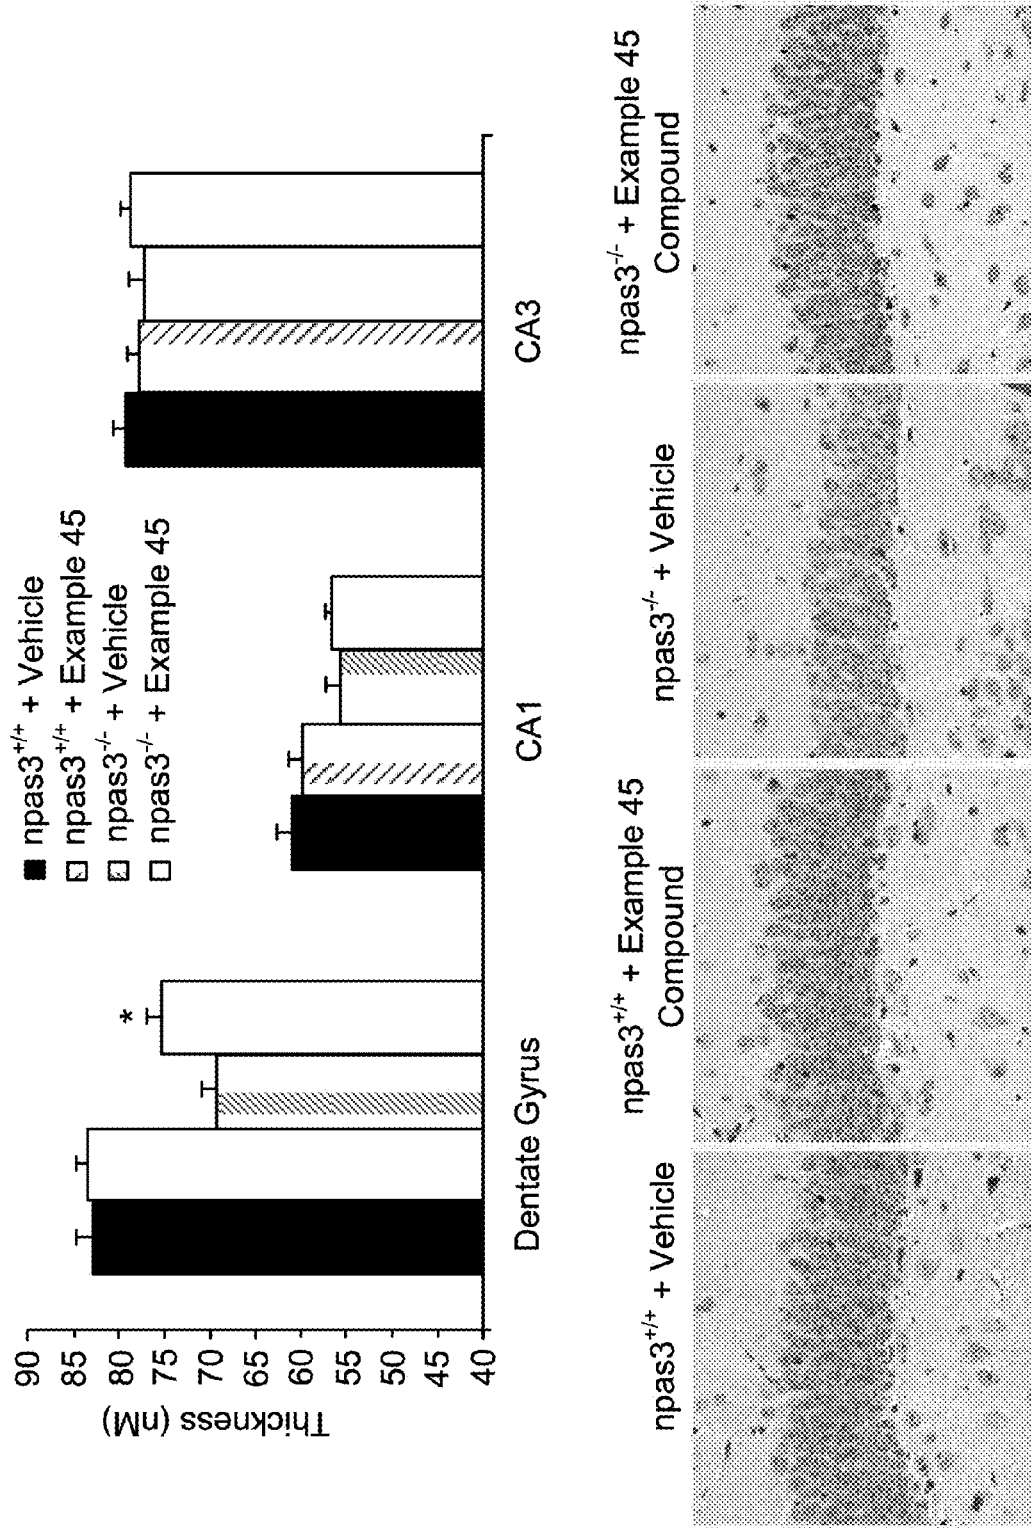 Thickness (nM)
90
85
80
75
70
65
60
55
50
45
40
npas3+/+ + Vehicle
npas3+/+ + Example 45
npas3-/- + Vehicle
npas3-/- + Example 45
*
Dentate Gyrus
CA1
CA3
npas3+/+ + Vehicle
npas3+/+ + Example 45
Compound
npas3-/- + Vehicle
npas3-/- + Example 45
Compound